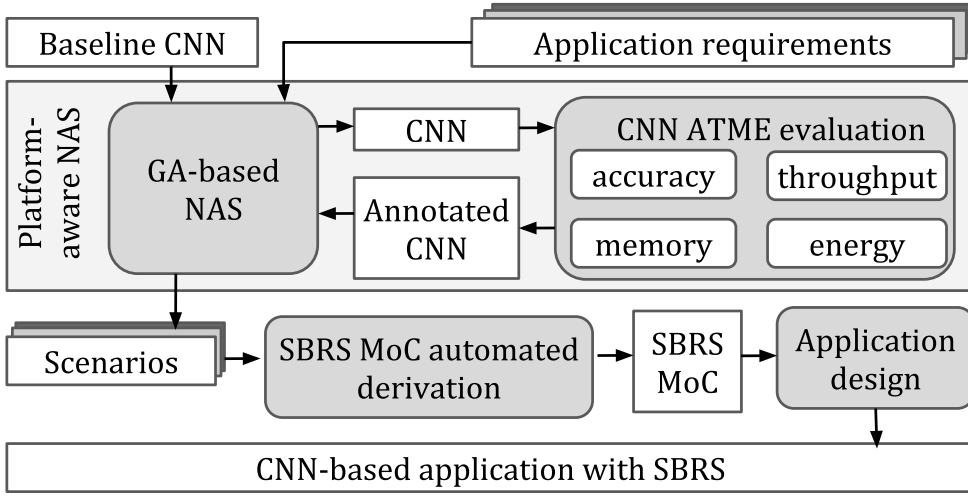 Baseline CNN
Application requirements
Platform-
aware NAS
GA-based
NAS
CNN
Annotated
CNN
CNN ATME evaluation
accuracy
throughput
memory
energy
Scenarios
SBRS MoC automated
derivation
SBRS
MoC
Application
design
CNN-based application with SBRS